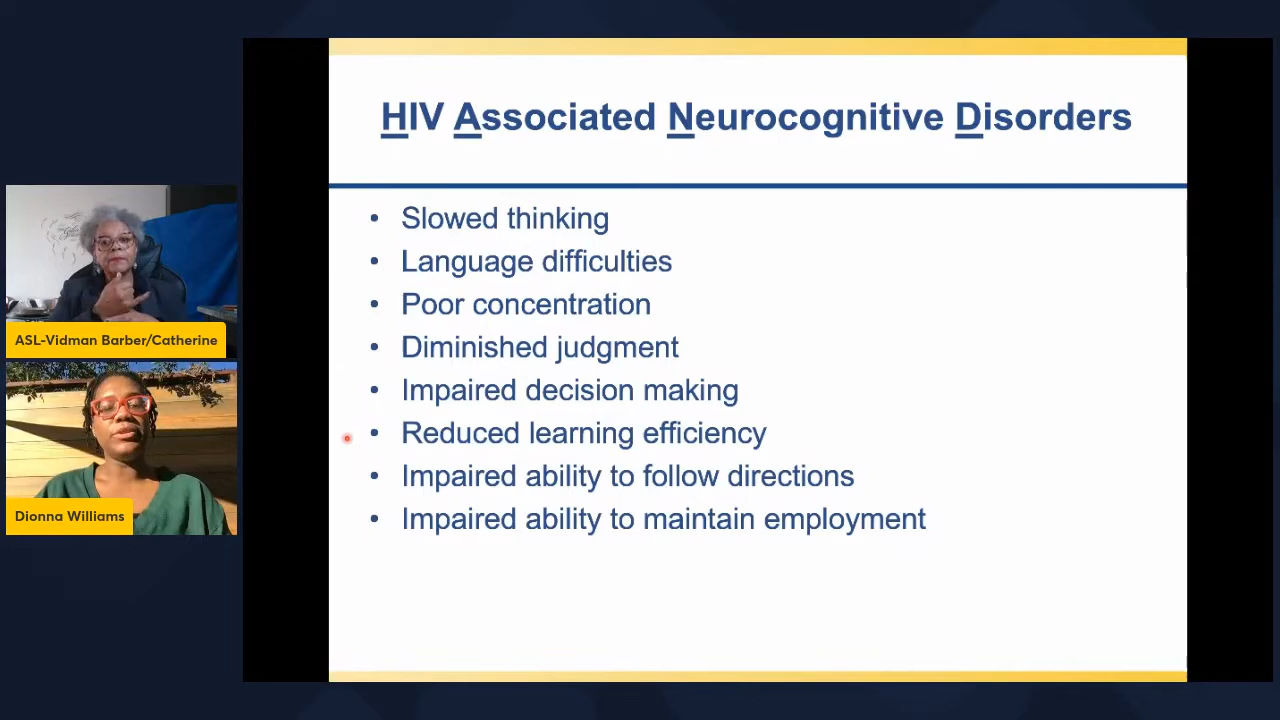 HIV Associated Neurocognitive Disorders
• Slowed thinking
• Language difficulties
• Poor concentration
• Diminished judgment
• Impaired decision making
• Reduced learning efficiency
• Impaired ability to follow directions
• Impaired ability to maintain employment
ASL-Vidman Barber/Catherine
Dionna Williams